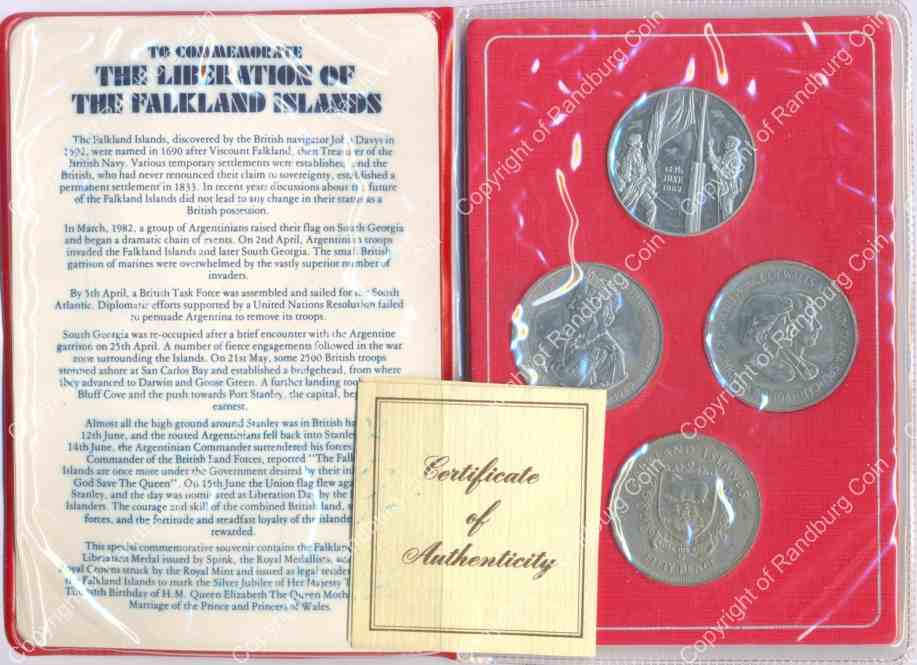 TO COMMEMORATE
THE LIBERATION OF
THE FALKLAND ISLANDS
The Falkland Islands, discovered by the British navigator John Davys in
1592, were named in 1690 after Viscount Falkland, then Treasurer of the
British Navy. Various temporary settlements were established, and the
British, who had never renounced their claim to sovereignty, established a
permanent settlement in 1833. In recent years discussions about the future
of the Falkland Islands did not lead to any change in their status as a
British possession.
In March, 1982, a group of Argentinians raised their flag on South Georgia
and began a dramatic chain of events. On 2nd April, Argentinian troops
invaded the Falkland Islands and later South Georgia. The small British
garrison of marines were overwhelmed by the vastly superior number of
invaders.
By 5th April, a British Task Force was assembled and sailed for the South
Atlantic. Diplomatic efforts supported by a United Nations Resolution failed
to persuade Argentina to remove its troops.
South Georgia was re-occupied after a brief encounter with the Argentine
garrison on 25th April. A number of fierce engagements followed in the war
zone surrounding the Islands. On 21st May, some 2500 British troops
stormed ashore at San Carlos Bay and established a bridgehead, from where
they advanced to Darwin and Goose Green. A further landing too
Bluff Cove and the push towards Port Stanley, the capital, be
earnest.
Almost all the high ground around Stanley was in British ha
12th June, and the routed Argentinians fell back into Stanle
14th June, the Argentinian Commander surrendered his forces
Commander of the British Land Forces, reported "The Falk
Islands are once more under the Government desired by their in
God Save The Queen". On 15th June the Union flag flew aga
Stanley, and the day was nominated as Liberation Day by the
Islanders. The courage and skill of the combined British land,
forces, and the fortitude and steadfast loyalty of the islande
rewarded.
This special commemorative souvenir contains the Falklan
Liberation Medal issued by Spink, the Royal Medallists,
Royal Crowns struck by the Royal Mint and issued as legal tender
the Falkland Islands to mark the Silver Jubilee of Her Majesty T
The 80th Birthday of H.M. Queen Elizabeth The Queen Moth
Marriage of the Prince and Princess of Wales.
Certificate
of
Authenticity
14TH
JUNE
1982
Copyright of Randburg Coin